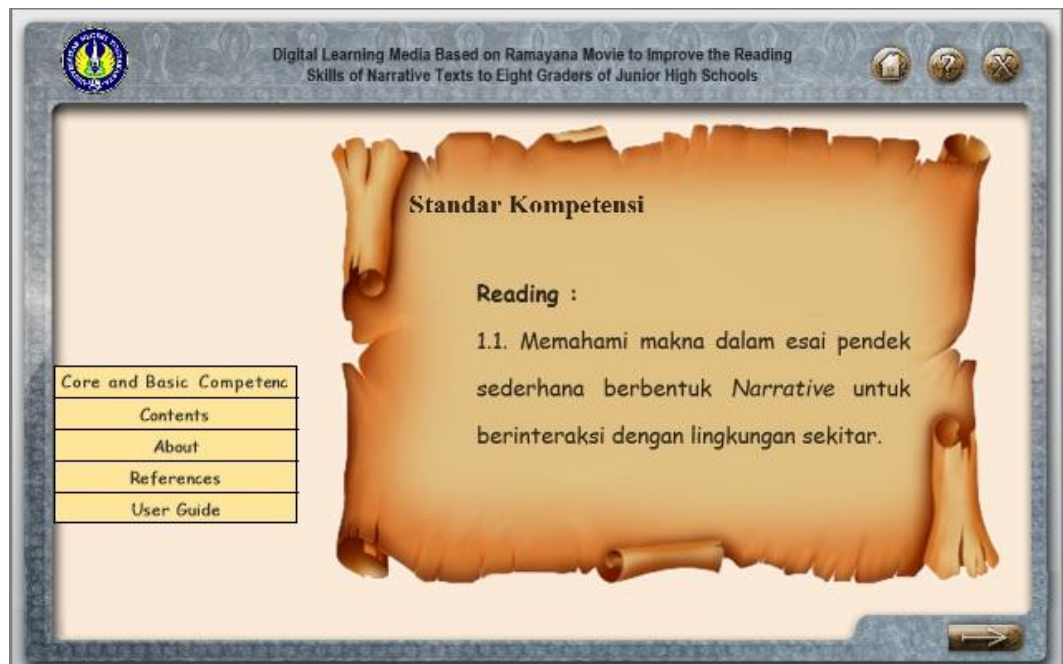 Digital Learning Media Based on Ramayana Movie to Improve the Reading
Skills of Narrative Texts to Eight Graders of Junior High Schools
?
X
Standar Kompetensi
Reading :
1.1. Memahami makna dalam esai pendek
sederhana berbentuk Narrative untuk
berinteraksi dengan lingkungan sekitar.
Core and Basic Competenc
Contents
About
References
User Guide